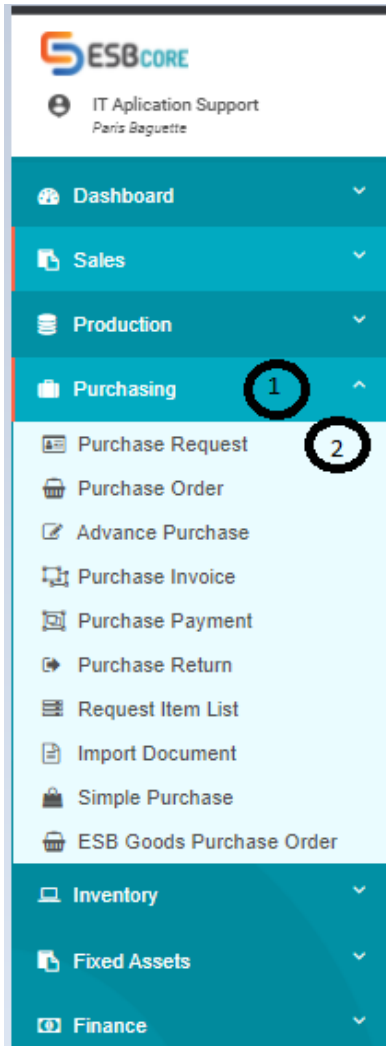 ESBCORE
IT Aplication Support
Paris Baguette
Dashboard
Sales
Production
Purchasing 1
Purchase Request 2
Purchase Order
Advance Purchase
Purchase Invoice
Purchase Payment
Purchase Return
Request Item List
Import Document
Simple Purchase
ESB Goods Purchase Order
Inventory
Fixed Assets
Finance